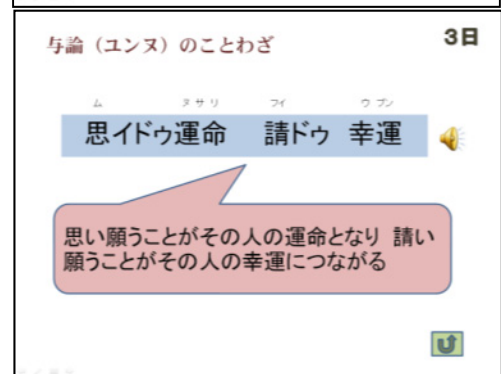 与論（ユンヌ）のことわざ
3日
ム ヌサリ フイ ウブン
思イドゥ運命 請ドゥ 幸運
思い願うことがその人の運命となり 請い
願うことがその人の幸運につながる